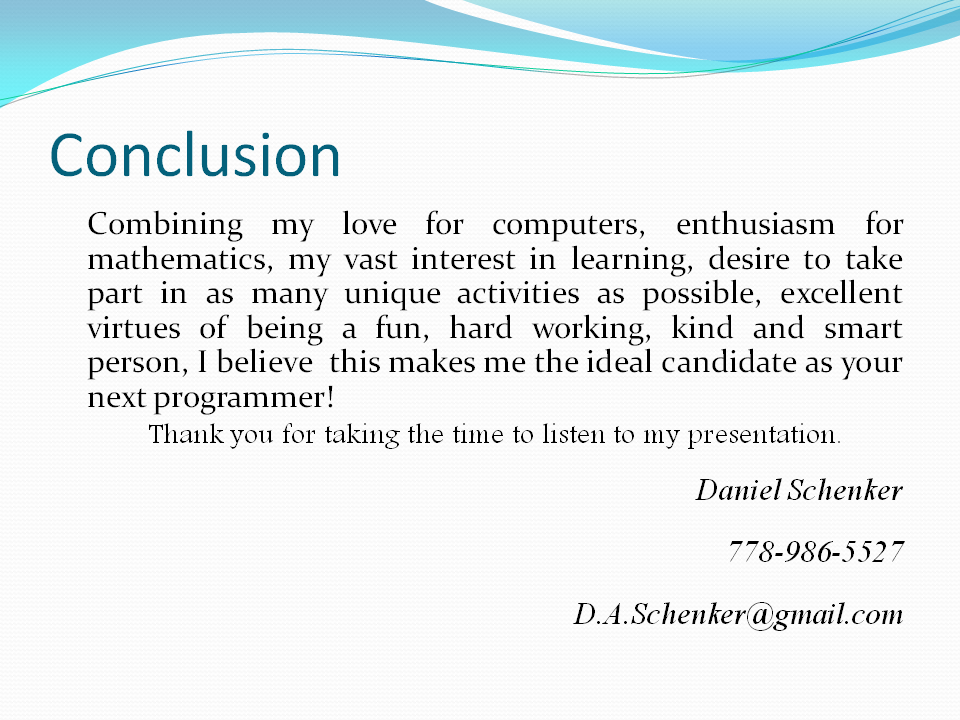 Conclusion
Combining my love for computers, enthusiasm for
mathematics, my vast interest in learning, desire to take
part in as many unique activities as possible, excellent
virtues of being a fun, hard working, kind and smart
person, I believe  this makes me the ideal candidate as your
next programmer!
Thank you for taking the time to listen to my presentation.
Daniel Schenker
778-986-5527
D.A.Schenker@gmail.com